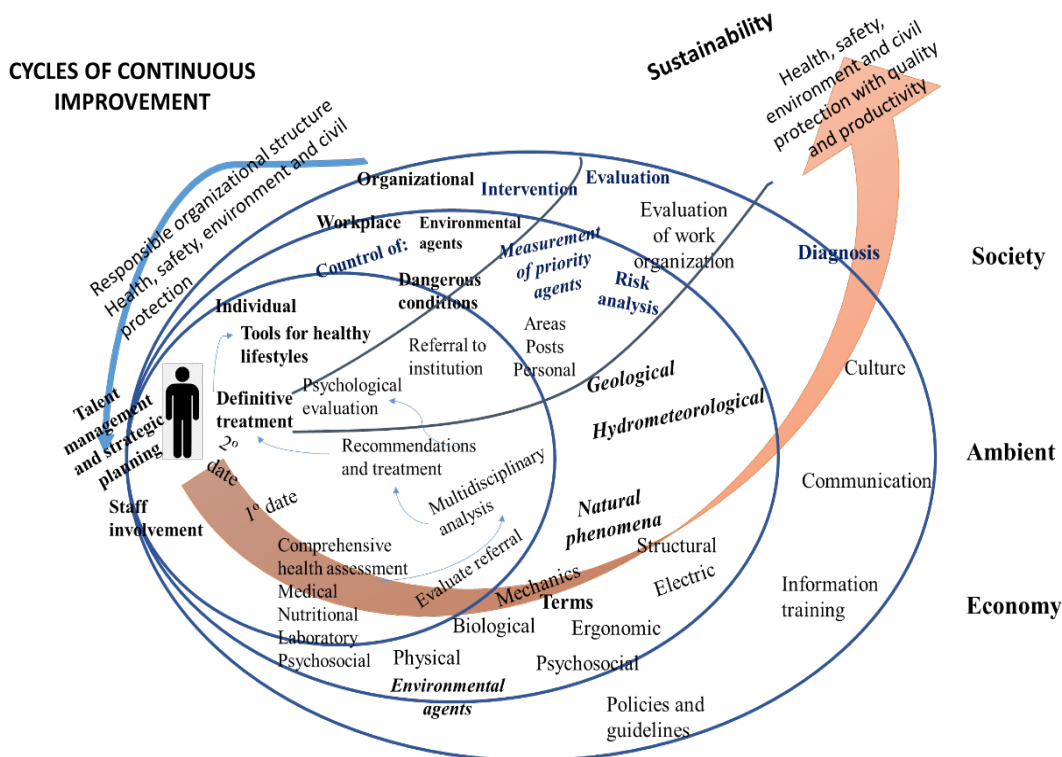 CYCLES OF CONTINUOUS
IMPROVEMENT
Sustainability
Health, safety,
environment and civil
protection with quality
and productivity
Responsible organizational structure
Health, safety, environment and civil
protection
Organizational
Intervention
Evaluation
Workplace
Environmental
agents
Countrol of:
Dangerous
conditions
Measurement
of priority
agents
Evaluation
of work
organization
Risk
analysis
Diagnosis
Society
Individual
Tools for healthy
lifestyles
Referral to
institution
Areas
Posts
Personal
Geological
Hydrometeorological
Culture
Talent
management
and strategic
planning
Definitive
treatment
Psychological
evaluation
Recommendations
and treatment
2º
date
1º date
Multidisciplinary
analysis
Ambient
Communication
Staff
involvement
Natural
phenomena
Comprehensive
health assessment
Medical
Nutritional
Laboratory
Psychosocial
Evaluate referral
Mechanics
Terms
Structural
Electric
Biological
Ergonomic
Physical
Psychosocial
Environmental
agents
Information
training
Economy
Policies and
guidelines